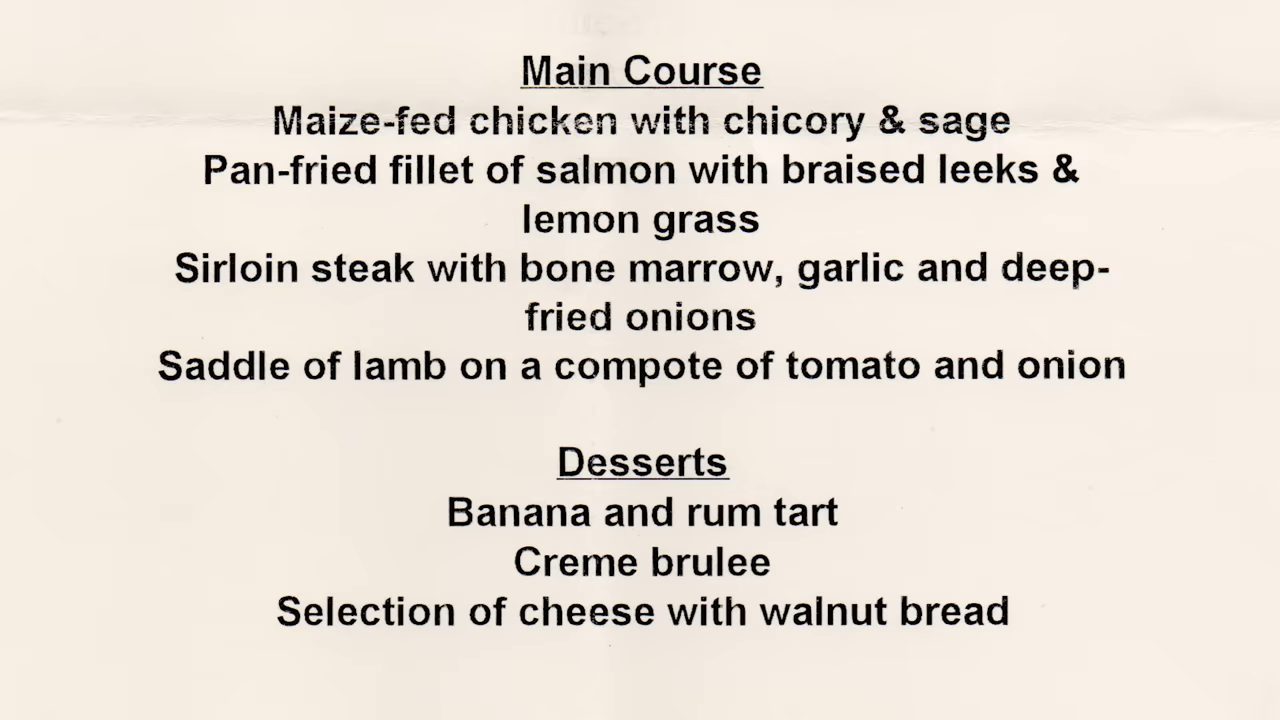 Main Course
Maize-fed chicken with chicory & sage
Pan-fried fillet of salmon with braised leeks &
lemon grass
Sirloin steak with bone marrow, garlic and deep-
fried onions
Saddle of lamb on a compote of tomato and onion
Desserts
Banana and rum tart
Creme brulee
Selection of cheese with walnut bread